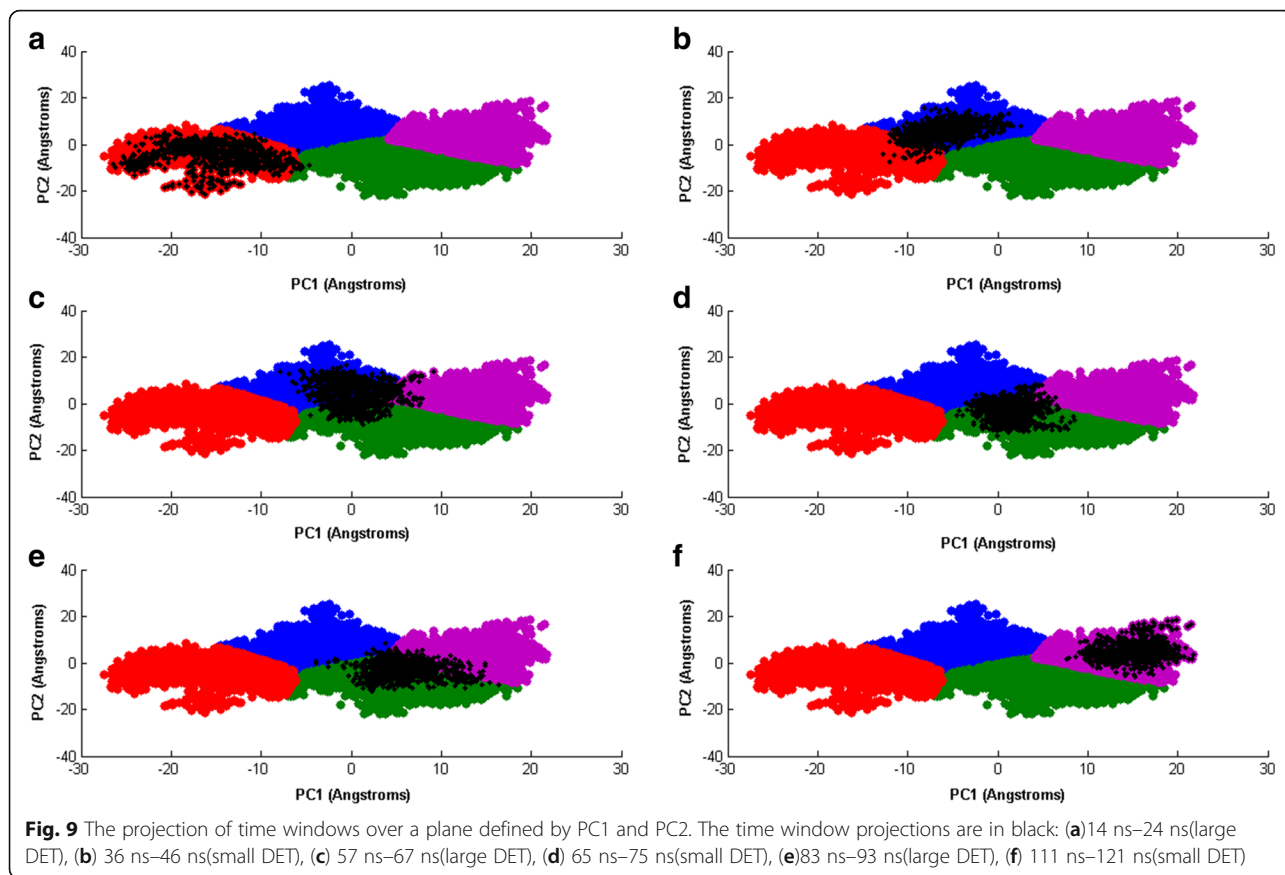 a
40
20
0
-20
-40
PC2 (Angstroms)
-30 -20 -10 0 10 20 30
PC1 (Angstroms)
b
40
20
0
-20
-40
PC2 (Angstroms)
-30 -20 -10 0 10 20 30
PC1 (Angstroms)
c
40
20
0
-20
-40
PC2 (Angstroms)
-30 -20 -10 0 10 20 30
PC1 (Angstroms)
d
40
20
0
-20
-40
PC2 (Angstroms)
-30 -20 -10 0 10 20 30
PC1 (Angstroms)
e
40
20
0
-20
-40
PC2 (Angstroms)
-30 -20 -10 0 10 20 30
PC1 (Angstroms)
f
40
20
0
-20
-40
PC2 (Angstroms)
-30 -20 -10 0 10 20 30
PC1 (Angstroms)
Fig. 9 The projection of time windows over a plane defined by PC1 and PC2. The time window projections are in black: (a)14 ns–24 ns(large
DET), (b) 36 ns–46 ns(small DET), (c) 57 ns–67 ns(large DET), (d) 65 ns–75 ns(small DET), (e)83 ns–93 ns(large DET), (f) 111 ns–121 ns(small DET)